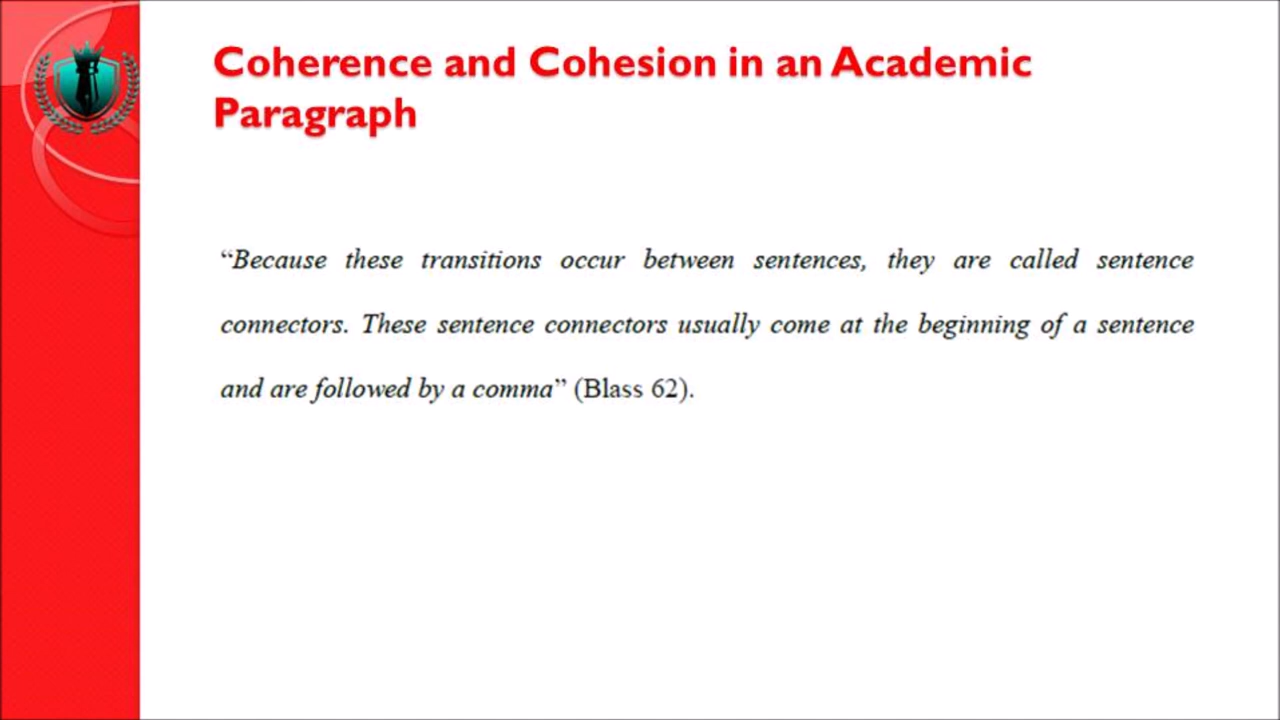 Coherence and Cohesion in an Academic
Paragraph
“Because these transitions occur between sentences, they are called sentence
connectors. These sentence connectors usually come at the beginning of a sentence
and are followed by a comma” (Blass 62).